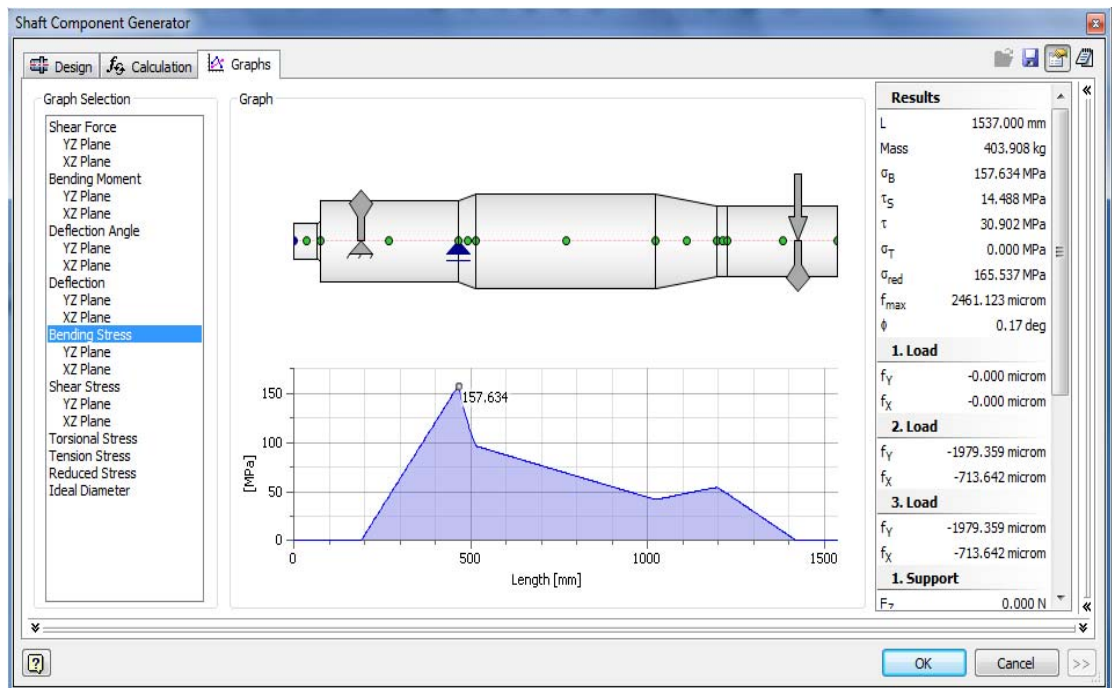 Shaft Component Generator
Design
Calculation
Graphs
Graph Selection
Shear Force
YZ Plane
XZ Plane
Bending Moment
YZ Plane
XZ Plane
Deflection Angle
YZ Plane
XZ Plane
Deflection
YZ Plane
XZ Plane
Bending Stress
YZ Plane
XZ Plane
Shear Stress
YZ Plane
XZ Plane
Torsional Stress
Tension Stress
Reduced Stress
Ideal Diameter
Graph
157.634
150
100
50
0
[MPa]
0 500 1000 1500
Length [mm]
Results
L 1537.000 mm
Mass 403.908 kg
σB 157.634 MPa
τS 14.488 MPa
τ 30.902 MPa
σT 0.000 MPa
σred 165.537 MPa
fmax 2461.123 microm
ϕ 0.17 deg
1. Load
fY -0.000 microm
fX -0.000 microm
2. Load
fY -1979.359 microm
fX -713.642 microm
3. Load
fY -1979.359 microm
fX -713.642 microm
1. Support
FZ 0.000 N
OK
Cancel
>>